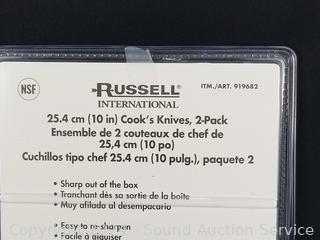 NSF
RUSSELL
ITM./ART. 919682
INTERNATIONAL
25.4 cm (10 in) Cook's Knives, 2-Pack
Ensemble de 2 couteaux de chef de
25,4 cm (10 po)
Cuchillos tipo chef 25.4 cm (10 pulg.), paquete 2
• Sharp out of the box
• Tranchant dès sa sortie de la boîte
• Muy afilado al desempacarlo
• Easy to re-sharpen
• Facile à aiguiser
Copyright Sound Auction Service